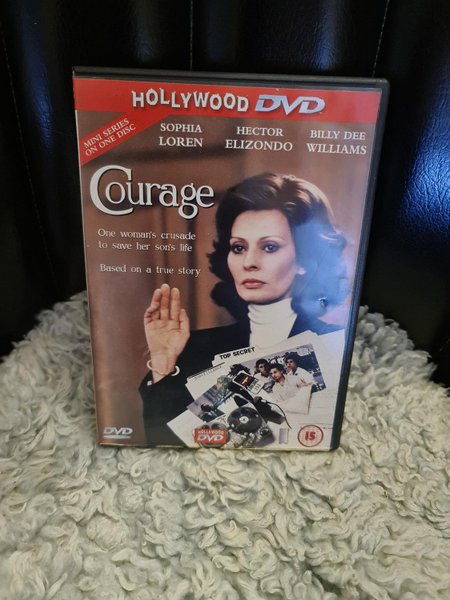 HOLLYWOOD DVD
MINI SERIES
ON ONE DISC
SOPHIA
LOREN
HECTOR
ELIZONDO
BILLY DEE
WILLIAMS
Courage
One woman's crusade
to save her son's life
Based on a true story
TOP SECRET
DVD
HOLLYWOOD
DVD
15